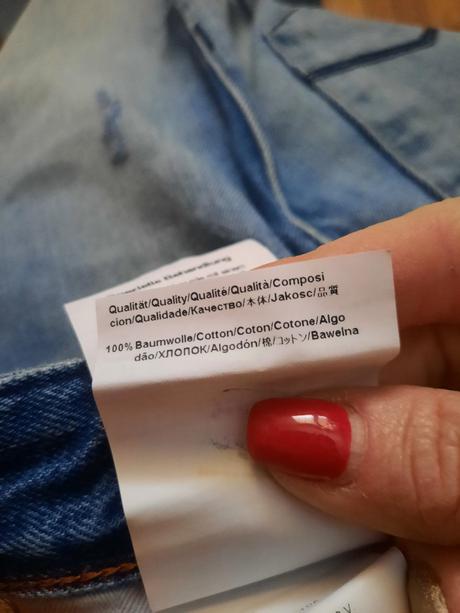 Behandlung
Qualität/Quality/Qualité/Qualità/Composi
cion/Qualidade/Качество/本体/Jakosc/品質
100% Baumwolle/Cotton/Coton/Cotone/Algo
dão/ХЛОПОК/Algodón/棉/コットン/Bawelna